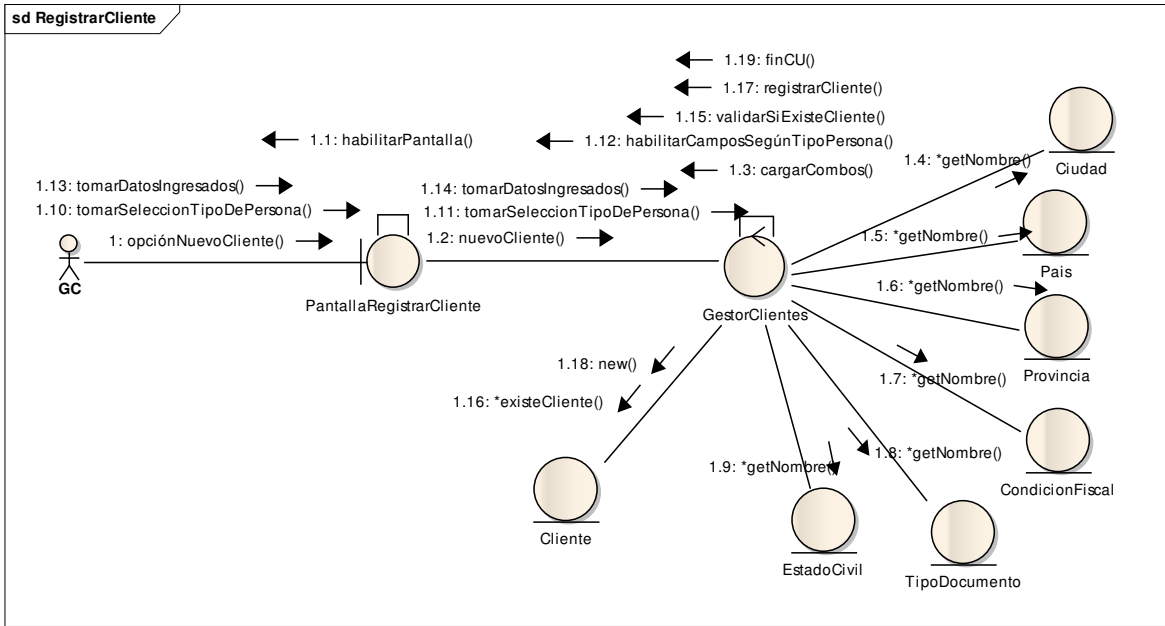 sd RegistrarCliente
1.19: finCU()
1.17: registrarCliente()
1.15: validarSiExisteCliente()
1.1: habilitarPantalla()
1.12: habilitarCamposSegúnTipoPersona()
1.4: *getNombre()
Ciudad
1.3: cargarCombos()
1.13: tomarDatosIngresados()
1.14: tomarDatosIngresados()
1.10: tomarSeleccionTipoDePersona()
1.11: tomarSeleccionTipoDePersona()
1: opciónNuevoCliente()
1.2: nuevoCliente()
1.5: *getNombre()
Pais
GC
PantallaRegistrarCliente
GestorClientes
1.6: *getNombre()
Provincia
1.18: new()
1.7: *getNombre()
1.16: *existeCliente()
1.8: *getNombre()
1.9: *getNombre()
CondicionFiscal
Cliente
EstadoCivil
TipoDocumento